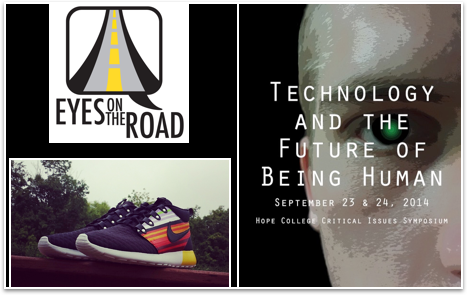 EYES ON
THE ROAD
TECHNOLOGY
AND THE
FUTURE OF
BEING HUMAN
SEPTEMBER 23 & 24, 2014
HOPE COLLEGE CRITICAL ISSUES SYMPOSIUM